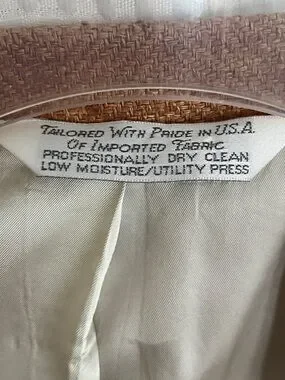 TAILORED WITH PRIDE IN U.S.A.
OF IMPORTED FABRIC
PROFESSIONALLY DRY CLEAN
LOW MOISTURE/UTILITY PRESS